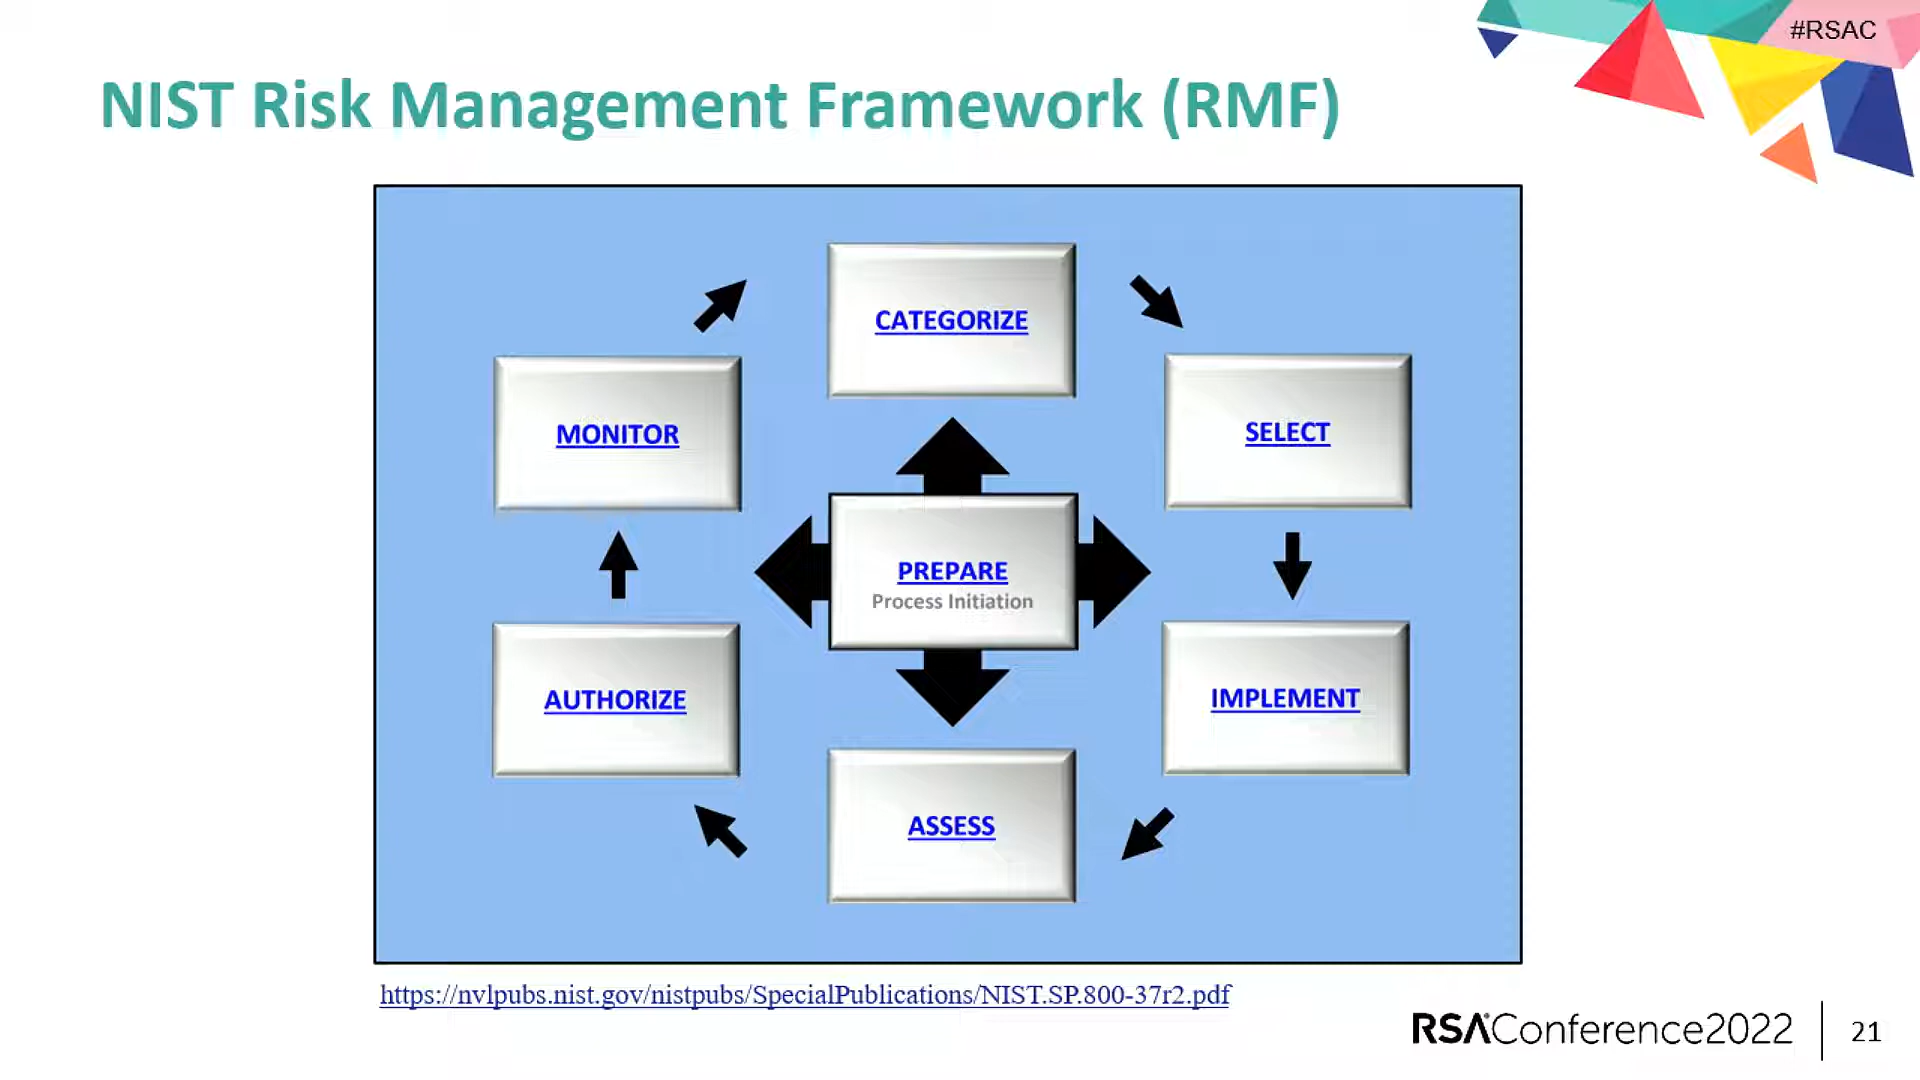 #RSAC
NIST Risk Management Framework (RMF)
CATEGORIZE
MONITOR
SELECT
PREPARE
Process Initiation
AUTHORIZE
IMPLEMENT
ASSESS
https://nvlpubs.nist.gov/nistpubs/SpecialPublications/NIST.SP.800-37r2.pdf
RSAConference2022
21